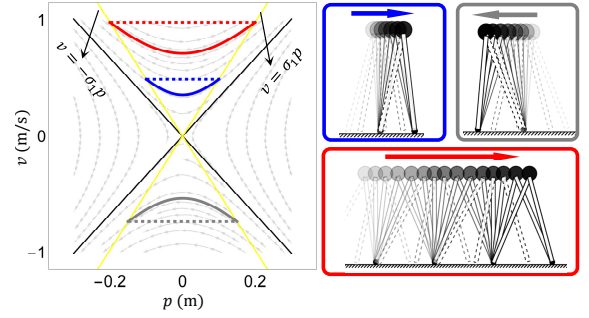 1
v = −σ₁p
v = σ₁p
v (m/s)
0
−1
−0.2
0
0.2
p (m)